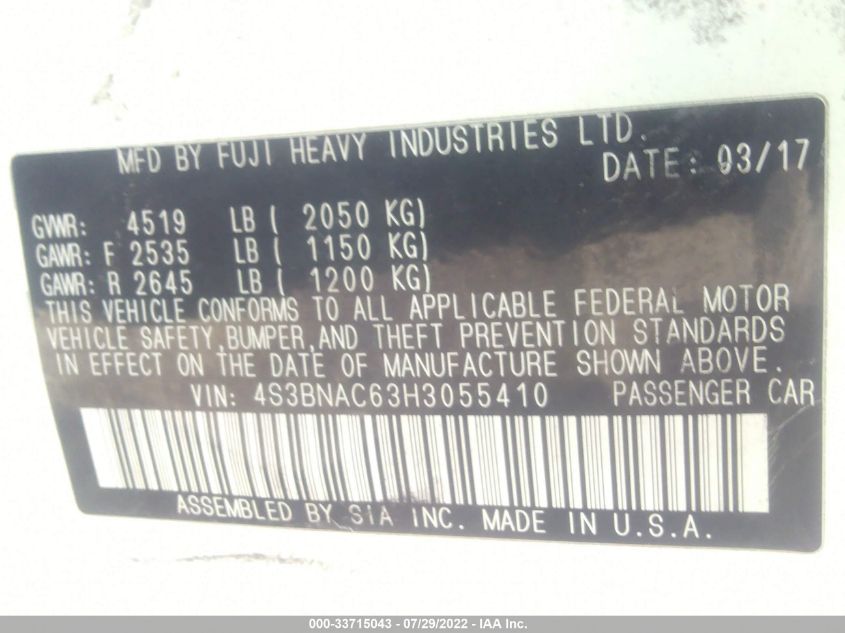 MFD BY FUJI HEAVY INDUSTRIES LTD.
DATE: 03/17
GVWR: 4519 LB ( 2050 KG)
GAWR: F 2535 LB ( 1150 KG)
GAWR: R 2645 LB ( 1200 KG)
THIS VEHICLE CONFORMS TO ALL APPLICABLE FEDERAL MOTOR
VEHICLE SAFETY,BUMPER,AND THEFT PREVENTION STANDARDS
IN EFFECT ON THE DATE OF MANUFACTURE SHOWN ABOVE.
VIN: 4S3BNAC63H3055410 PASSENGER CAR
ASSEMBLED BY SIA INC. MADE IN U.S.A.
000-33715043 - 07/29/2022 - IAA Inc.